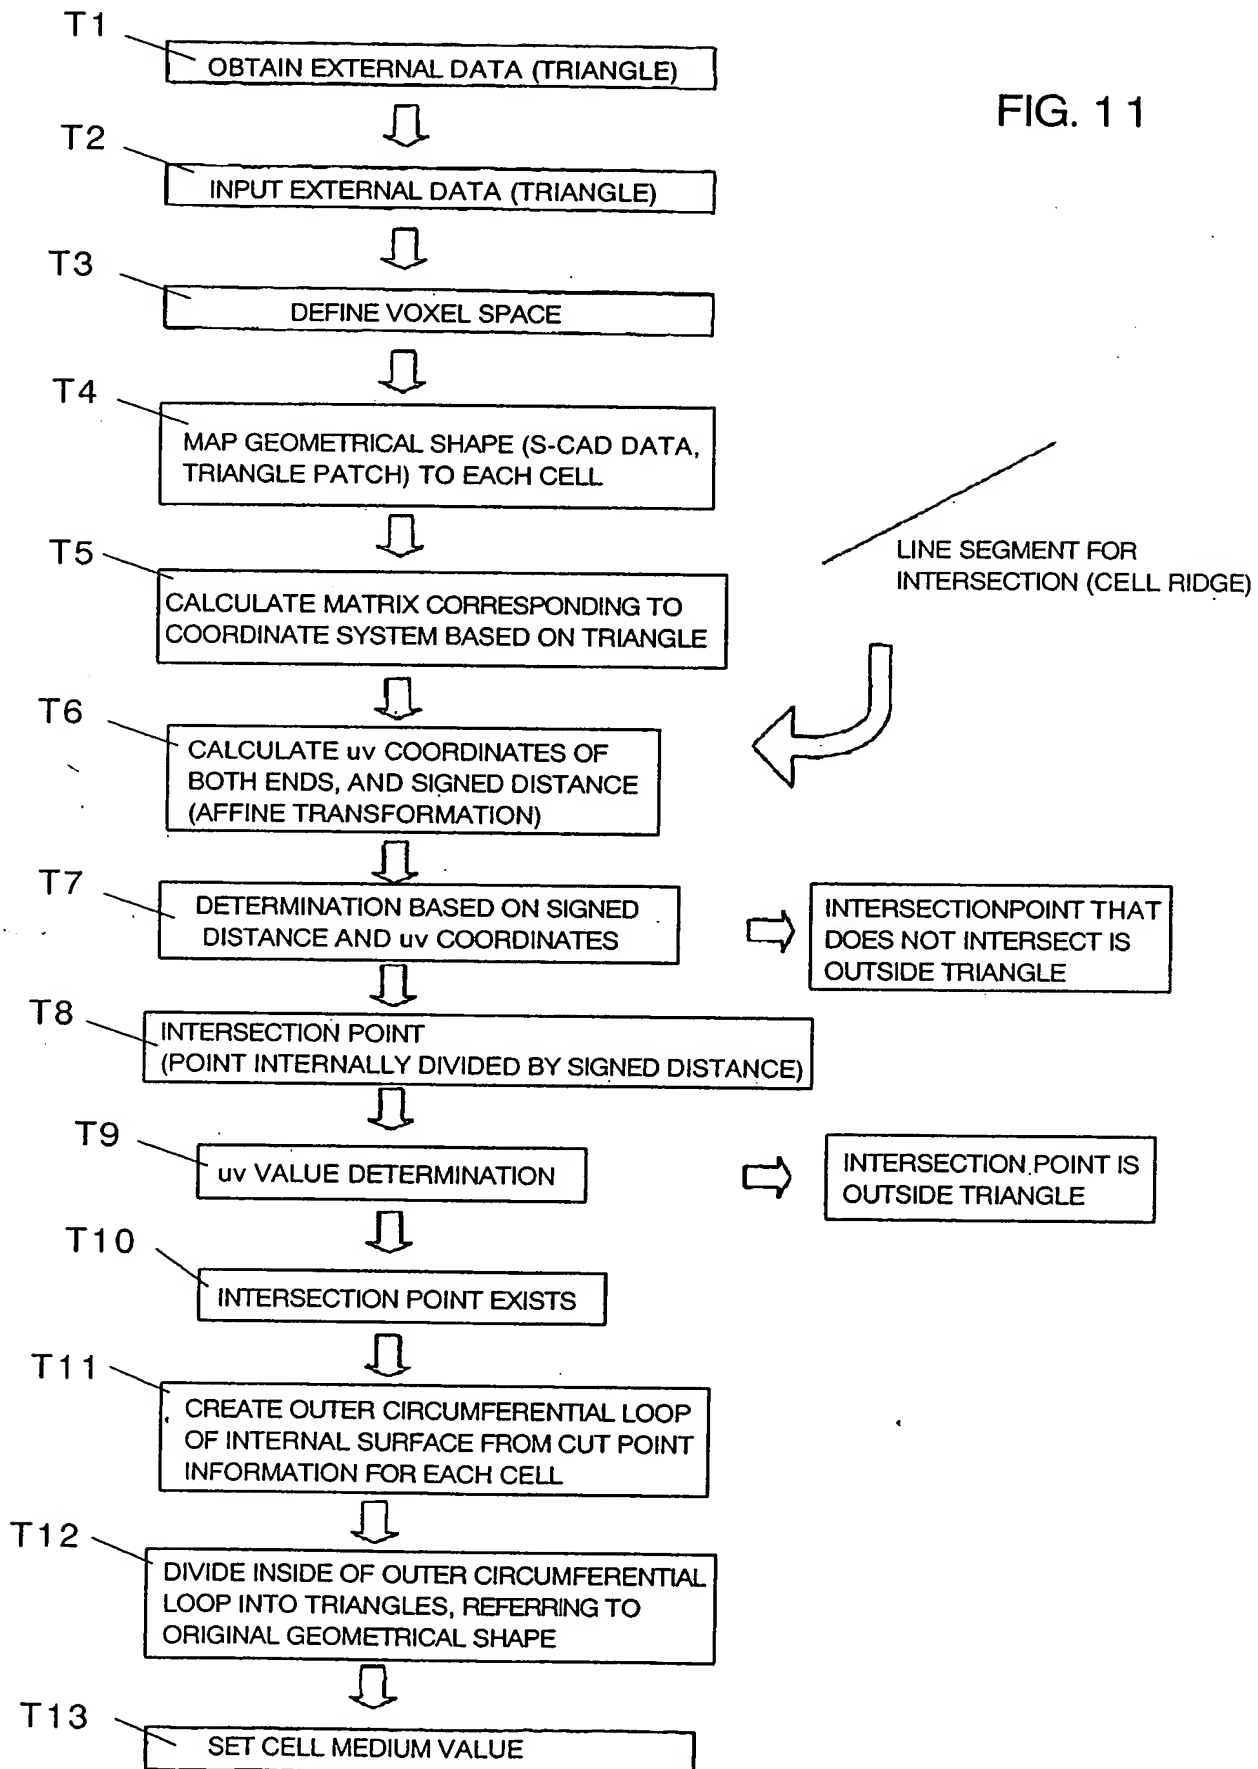 T1
OBTAIN EXTERNAL DATA (TRIANGLE)
FIG. 11
T2
INPUT EXTERNAL DATA (TRIANGLE)
T3
DEFINE VOXEL SPACE
T4
MAP GEOMETRICAL SHAPE (S-CAD DATA,
TRIANGLE PATCH) TO EACH CELL
LINE SEGMENT FOR
INTERSECTION (CELL RIDGE)
T5
CALCULATE MATRIX CORRESPONDING TO
COORDINATE SYSTEM BASED ON TRIANGLE
T6
CALCULATE uv COORDINATES OF
BOTH ENDS, AND SIGNED DISTANCE
(AFFINE TRANSFORMATION)
T7
DETERMINATION BASED ON SIGNED
DISTANCE AND uv COORDINATES
INTERSECTIONPOINT THAT
DOES NOT INTERSECT IS
OUTSIDE TRIANGLE
T8
INTERSECTION POINT
(POINT INTERNALLY DIVIDED BY SIGNED DISTANCE)
T9
uv VALUE DETERMINATION
INTERSECTION POINT IS
OUTSIDE TRIANGLE
T10
INTERSECTION POINT EXISTS
T11
CREATE OUTER CIRCUMFERENTIAL LOOP
OF INTERNAL SURFACE FROM CUT POINT
INFORMATION FOR EACH CELL
T12
DIVIDE INSIDE OF OUTER CIRCUMFERENTIAL
LOOP INTO TRIANGLES, REFERRING TO
ORIGINAL GEOMETRICAL SHAPE
T13
SET CELL MEDIUM VALUE